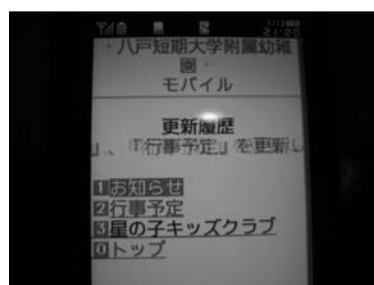 21:20
八戸短期大学附属幼稚
園
モバイル
更新履歴
」、『行事予定』を更新し
1お知らせ
2行事予定
3星の子キッズクラブ
0トップ